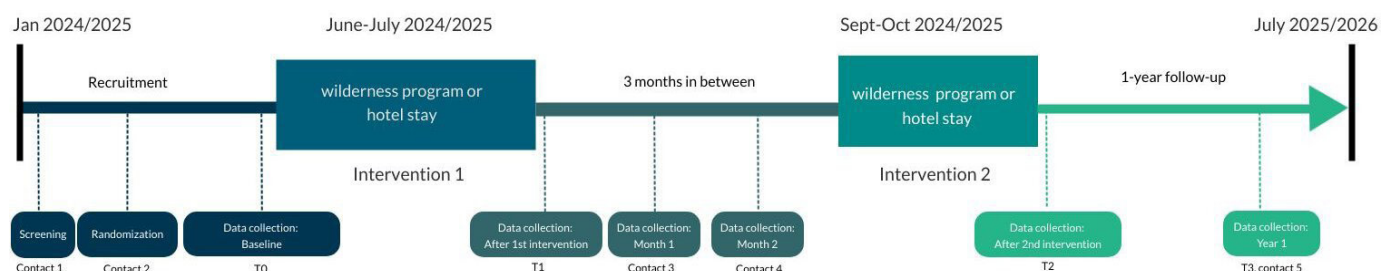 Jan 2024/2025
June-July 2024/2025
Sept-Oct 2024/2025
July 2025/2026
Recruitment
wilderness program or
hotel stay
3 months in between
wilderness program or
hotel stay
1-year follow-up
Intervention 1
Intervention 2
Screening
Randomization
Data collection:
Baseline
Data collection:
After 1st intervention
Data collection:
Month 1
Data collection:
Month 2
Data collection:
After 2nd intervention
Data collection:
Year 1
Contact 1
Contact 2
T0
T1
Contact 3
Contact 4
T2
T3, contact 5